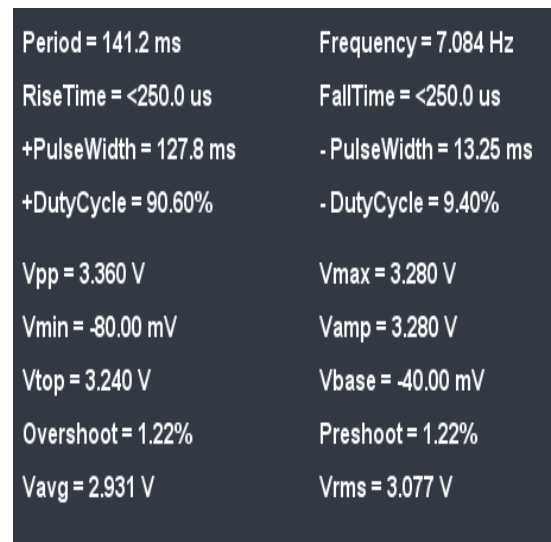 Period = 141.2 ms Frequency = 7.084 Hz
RiseTime = <250.0 us FallTime = <250.0 us
+PulseWidth = 127.8 ms - PulseWidth = 13.25 ms
+DutyCycle = 90.60% - DutyCycle = 9.40%
Vpp = 3.360 V Vmax = 3.280 V
Vmin = -80.00 mV Vamp = 3.280 V
Vtop = 3.240 V Vbase = -40.00 mV
Overshoot = 1.22% Preshoot = 1.22%
Vavg = 2.931 V Vrms = 3.077 V